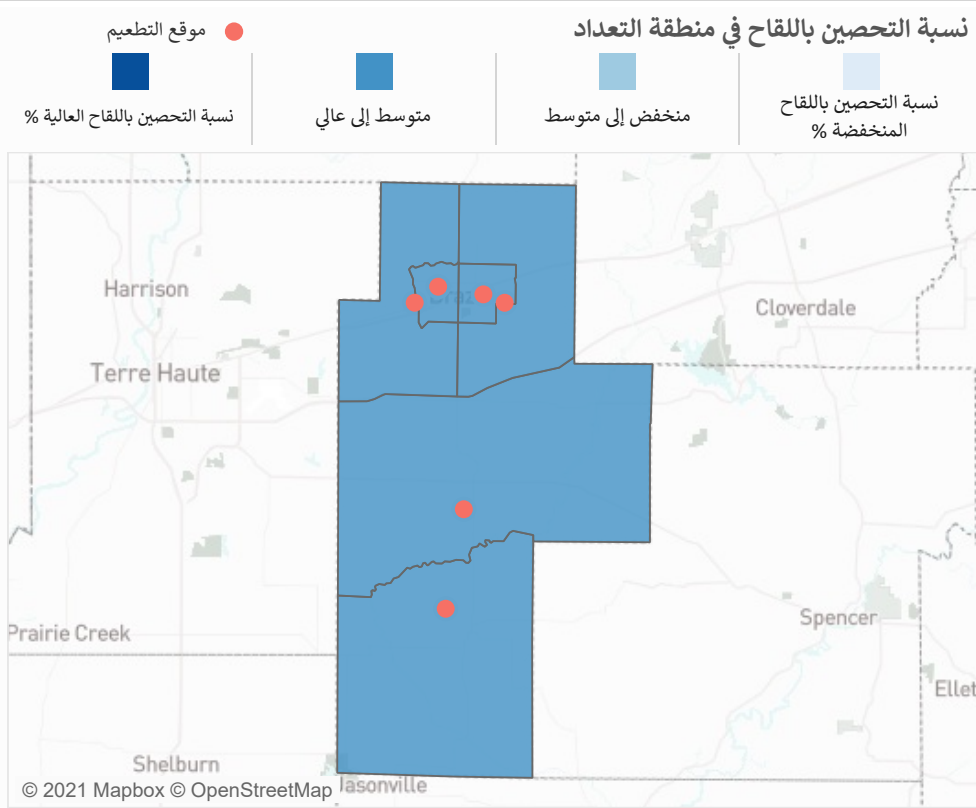 نسبة التحصين باللقاح في منطقة التعداد
موقع التطعيم
نسبة التحصين باللقاح
المنخفضة %
منخفض إلى متوسط
متوسط إلى عالي
نسبة التحصين باللقاح العالية %
Harrison
Cloverdale
Terre Haute
Spencer
Prairie Creek
Ellet
Shelburn
Jasonville
© 2021 Mapbox © OpenStreetMap